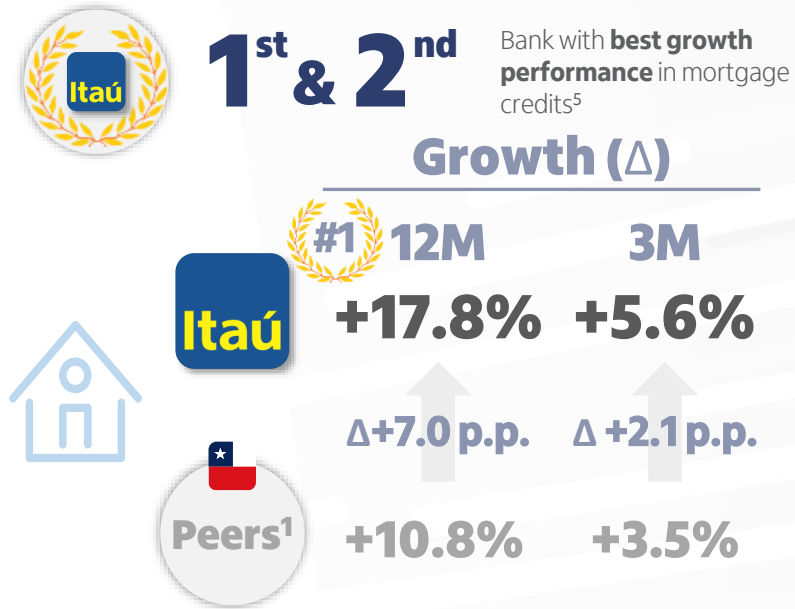 Itaú
1st & 2nd
Bank with best growth
performance in mortgage
credits5
Growth (Δ)
#1 12M 3M
Itaú +17.8% +5.6%
Δ+7.0 p.p. Δ +2.1 p.p.
Peers1 +10.8% +3.5%